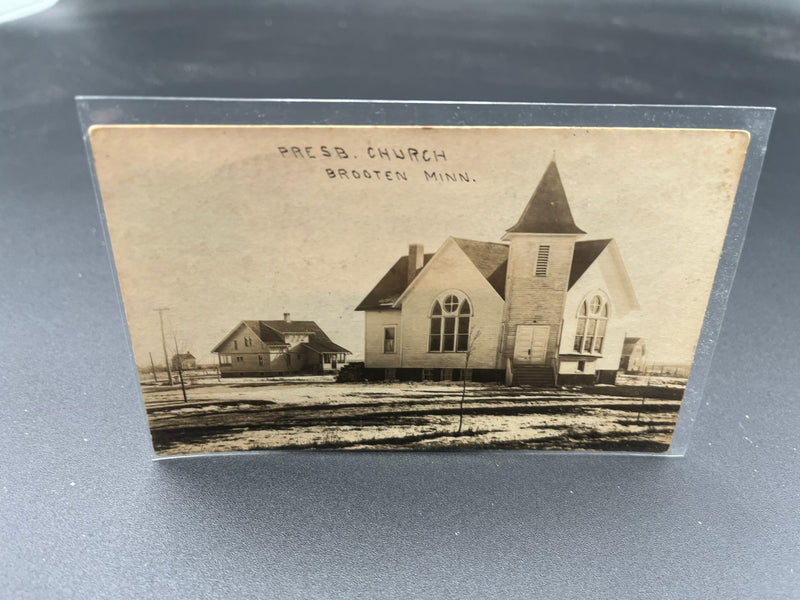 PRESB. CHURCH
BROOTEN MINN.